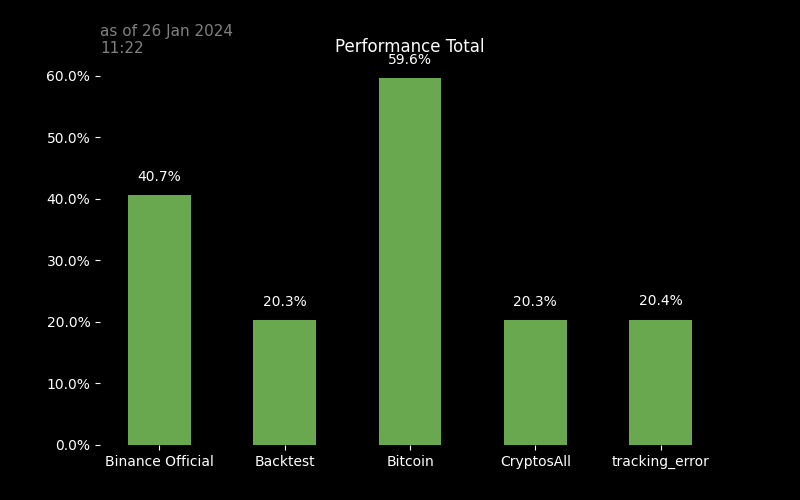 as of 26 Jan 2024
11:22
Performance Total
59.6%
60.0%
50.0%
40.7%
40.0%
30.0%
20.3%
20.3%
20.4%
20.0%
10.0%
0.0%
Binance Official
Backtest
Bitcoin
CryptosAll
tracking_error